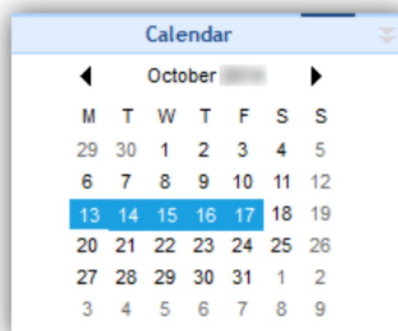 Calendar
October
M T W T F S S
29 30 1 2 3 4 5
6 7 8 9 10 11 12
13 14 15 16 17 18 19
20 21 22 23 24 25 26
27 28 29 30 31 1 2
3 4 5 6 7 8 9